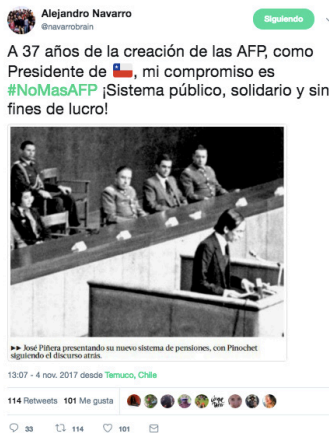 Alejandro Navarro
@navarrobrain
Siguiendo
A 37 años de la creación de las AFP, como
Presidente de 🇨🇱, mi compromiso es
#NoMasAFP ¡Sistema público, solidario y sin
fines de lucro!
▸▸ José Piñera presentando su nuevo sistema de pensiones, con Pinochet
siguiendo el discurso atrás.
13:07 - 4 nov. 2017 desde Temuco, Chile
114 Retweets 101 Me gusta
33 114 101